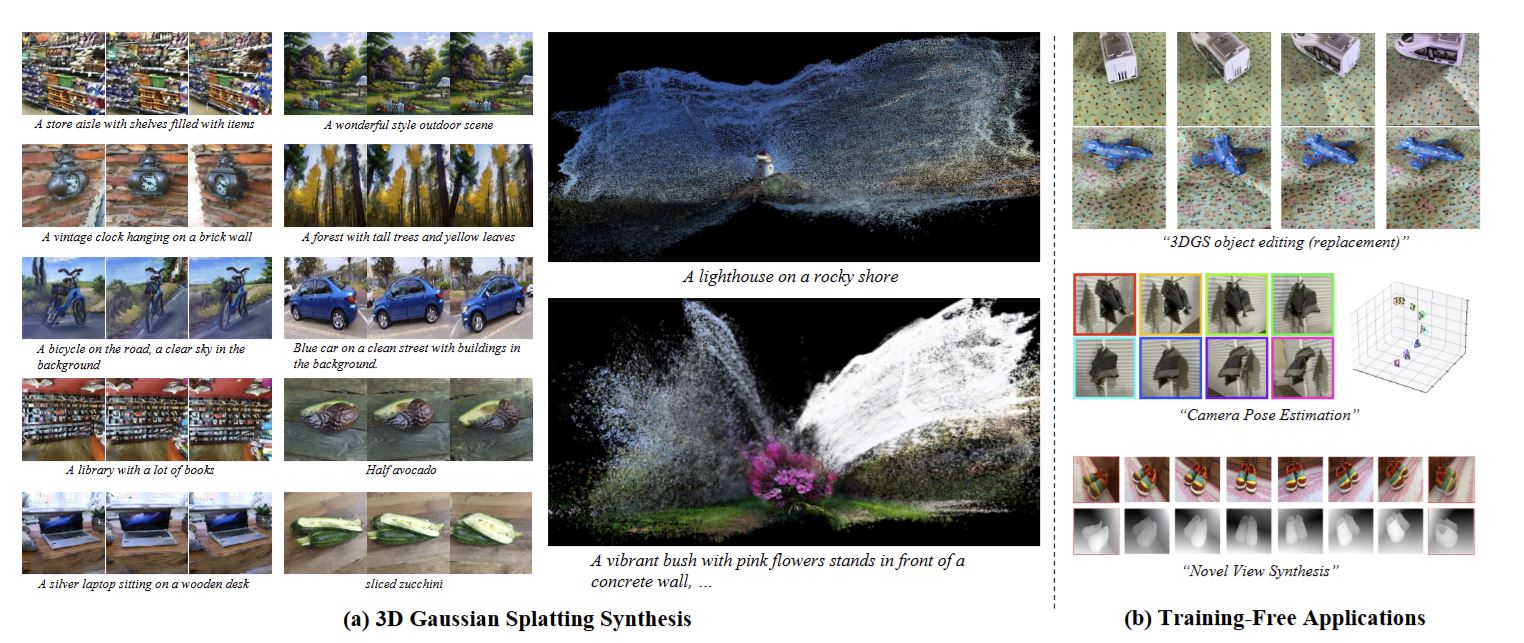 A store aisle with shelves filled with items
A wonderful style outdoor scene
A vintage clock hanging on a brick wall
A forest with tall trees and yellow leaves
A bicycle on the road, a clear sky in the
background
Blue car on a clean street with buildings in
the background.
A library with a lot of books
Half avocado
A silver laptop sitting on a wooden desk
sliced zucchini
A lighthouse on a rocky shore
A vibrant bush with pink flowers stands in front of a
concrete wall, …
(a) 3D Gaussian Splatting Synthesis
“3DGS object editing (replacement)”
“Camera Pose Estimation”
“Novel View Synthesis”
(b) Training-Free Applications